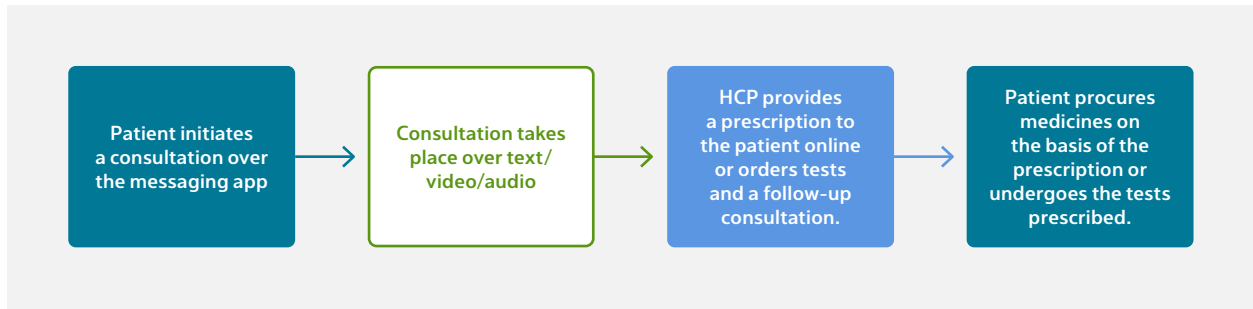 Patient initiates
a consultation over
the messaging app
Consultation takes
place over text/
video/audio
HCP provides
a prescription to
the patient online
or orders tests
and a follow-up
consultation.
Patient procures
medicines on
the basis of the
prescription or
undergoes the tests
prescribed.